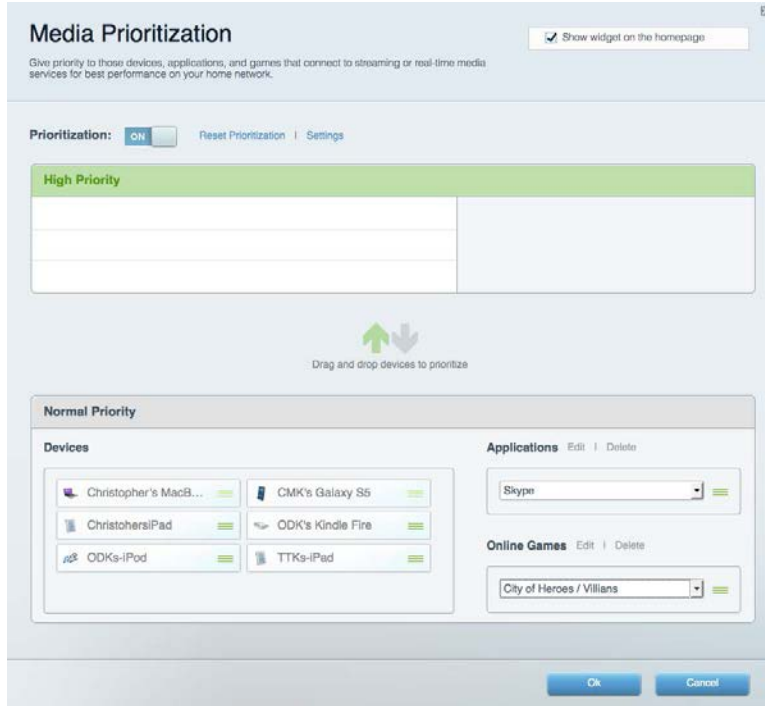 Media Prioritization
Show widget on the homepage
Give priority to those devices, applications, and games that connect to streaming or real-time media
services for best performance on your home network.
Prioritization: ON Reset Prioritization | Settings
High Priority
Drag and drop devices to prioritize
Normal Priority
Devices
Christopher's MacB...
CMK's Galaxy S5
ChristohersiPad
ODK's Kindle Fire
ODKs-iPod
TTKs-iPad
Applications Edit | Delete
Skype
Online Games Edit | Delete
City of Heroes / Villians
Ok
Cancel